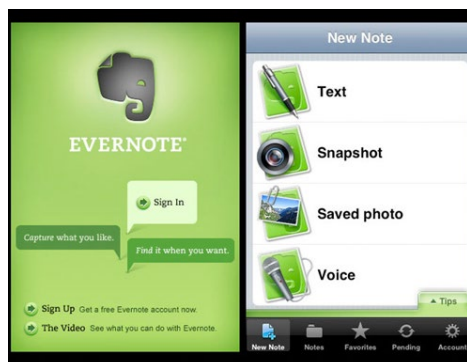 EVERNOTE®
Sign In
Capture what you like.
Find it when you want.
Sign Up Get a free Evernote account now.
The Video See what you can do with Evernote.
New Note
Text
Snapshot
Saved photo
Voice
Tips
New Note Notes Favorites Pending Account